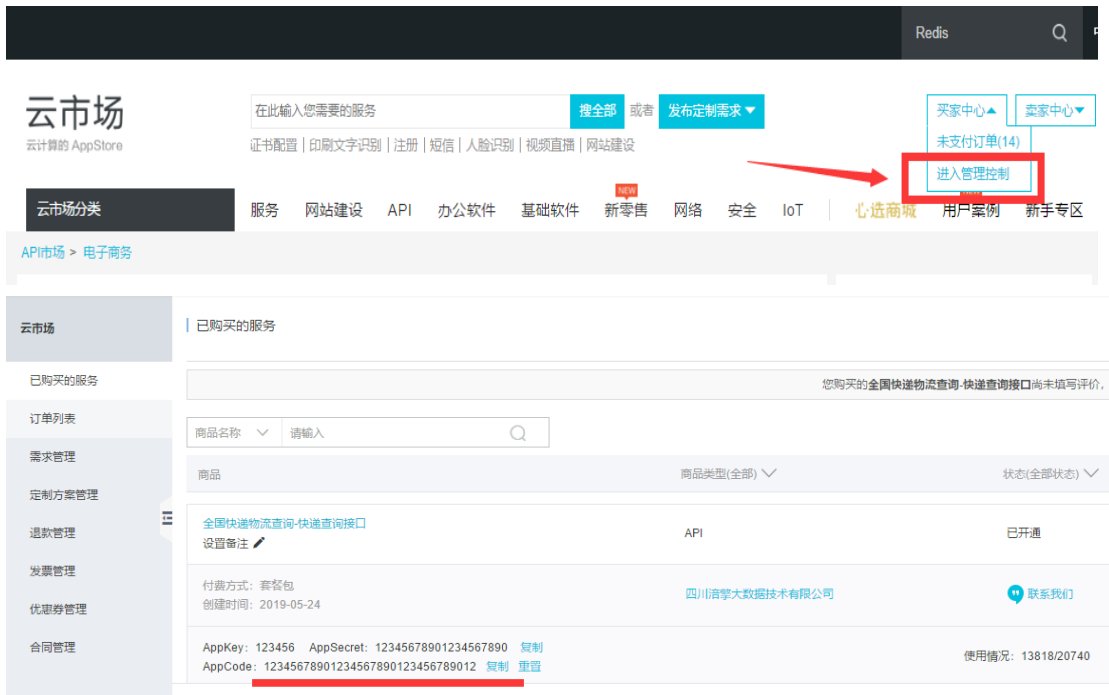 Redis
云市场
云计算的 AppStore
在此输入您需要的服务
搜全部 或者 发布定制需求
买家中心 卖家中心
证书配置 | 印刷文字识别 | 注册 | 短信 | 人脸识别 | 视频直播 | 网站建设
未支付订单(14)
进入管理控制
NEW
云市场分类 服务 网站建设 API 办公软件 基础软件 新零售 网络 安全 IoT 心选商城 用户案例 新手专区
API市场 > 电子商务
云市场
已购买的服务
已购买的服务
您购买的全国快递物流查询-快递查询接口尚未填写评价,
订单列表
商品名称 请输入
需求管理
商品 商品类型(全部) 状态(全部状态)
定制方案管理
全国快递物流查询-快递查询接口
设置备注
API 已开通
退款管理
发票管理
付费方式: 套餐包
创建时间: 2019-05-24
四川涪擎大数据技术有限公司 联系我们
优惠券管理
合同管理
AppKey: 123456 AppSecret: 12345678901234567890 复制
AppCode: 12345678901234567890123456789012 复制 重置
使用情况: 13818/20740